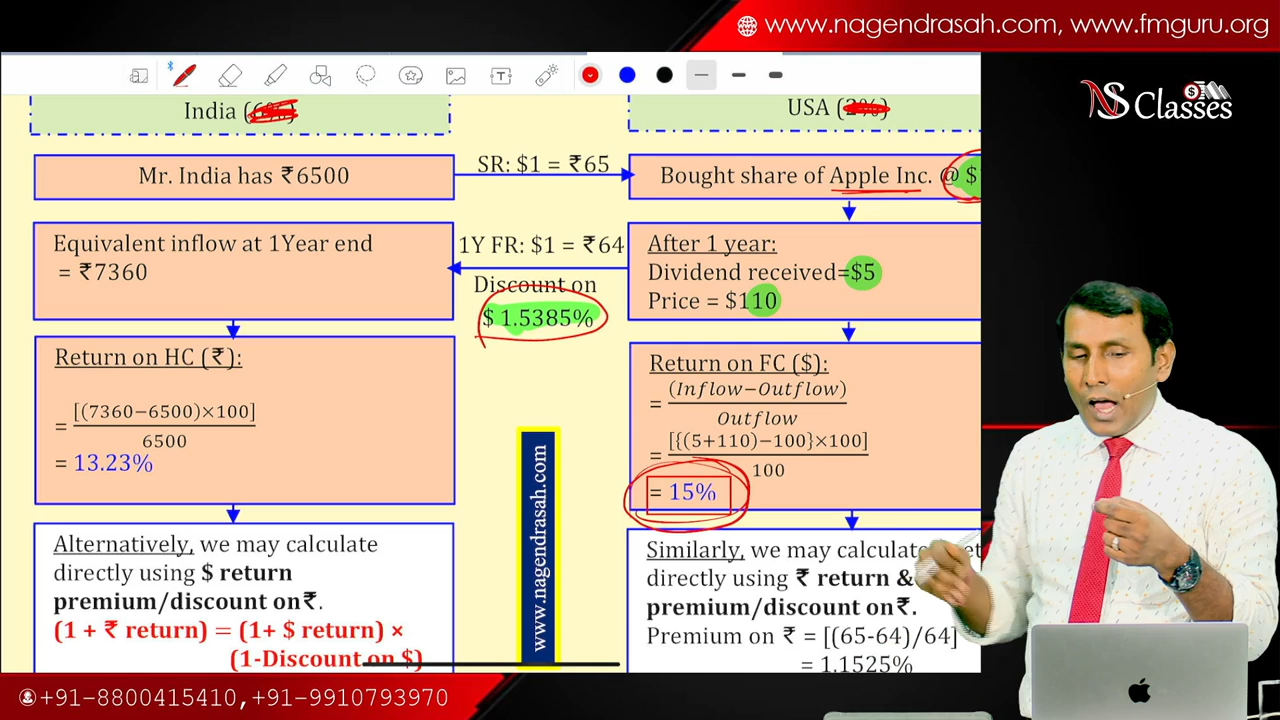 www.nagendrasah.com, www.fmguru.org
NS Classes
India (6%)
USA (2%)
Mr. India has ₹6500
SR: $1 = ₹65
Bought share of Apple Inc. @ $
Equivalent inflow at 1Year end
= ₹7360
1Y FR: $1 = ₹64
Discount on
$ 1.5385%
After 1 year:
Dividend received=$5
Price = $110
Return on HC (₹):
= [(7360−6500)×100]
6500
= 13.23%
www.nagendrasah.com
Return on FC ($):
= (Inflow−Outflow)
Outflow
= [{(5+110)−100}×100]
100
= 15%
Alternatively, we may calculate
directly using $ return
premium/discount on₹.
(1 + ₹ return) = (1+ $ return) ×
(1-Discount on $)
Similarly, we may calculate
directly using ₹ return &
premium/discount on₹.
Premium on ₹ = [(65-64)/64]
= 1.1525%
+91-8800415410,+91-9910793970